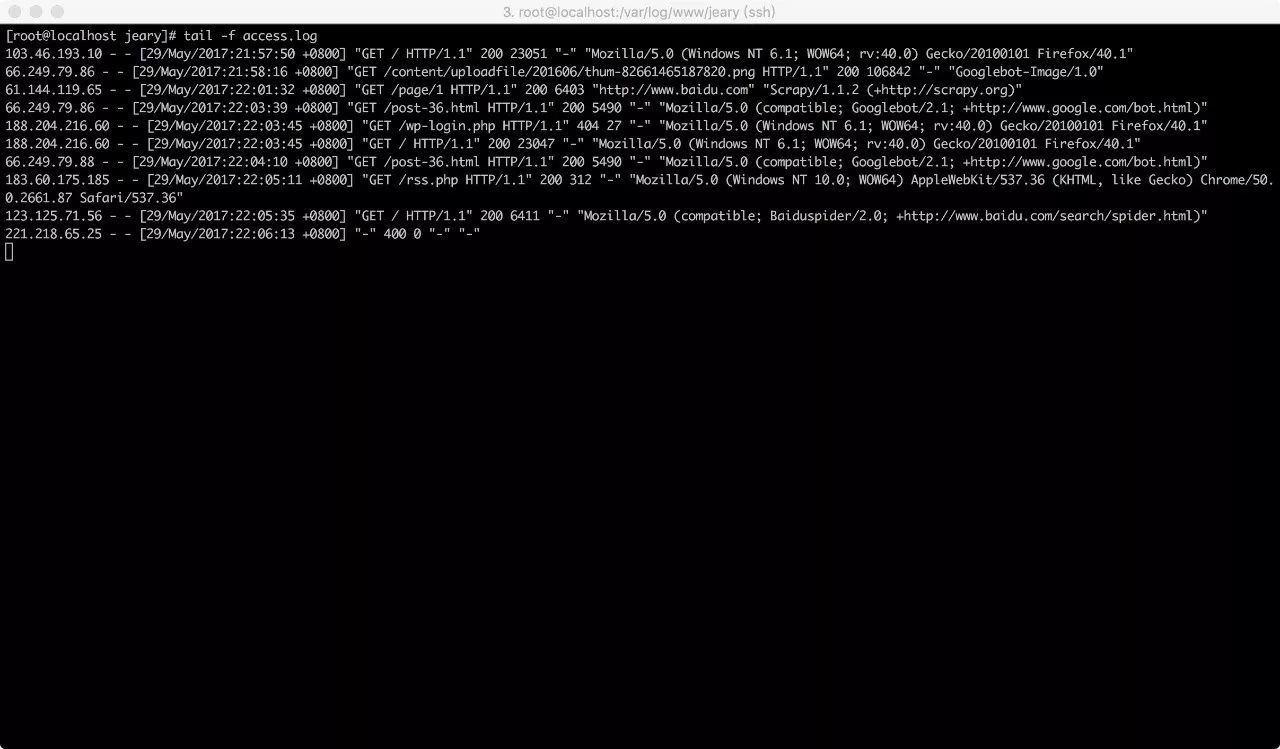 3. root@localhost:/var/log/www/jeary (ssh)
[root@localhost jeary]# tail -f access.log
103.46.193.10 - - [29/May/2017:21:57:50 +0800] "GET / HTTP/1.1" 200 23051 "-" "Mozilla/5.0 (Windows NT 6.1; WOW64; rv:40.0) Gecko/20100101 Firefox/40.1"
66.249.79.86 - - [29/May/2017:21:58:16 +0800] "GET /content/uploadfile/201606/thum-82661465187820.png HTTP/1.1" 200 106842 "-" "Googlebot-Image/1.0"
61.144.119.65 - - [29/May/2017:22:01:32 +0800] "GET /page/1 HTTP/1.1" 200 6403 "http://www.baidu.com" "Scrapy/1.1.2 (+http://scrapy.org)"
66.249.79.86 - - [29/May/2017:22:03:39 +0800] "GET /post-36.html HTTP/1.1" 200 5490 "-" "Mozilla/5.0 (compatible; Googlebot/2.1; +http://www.google.com/bot.html)"
188.204.216.60 - - [29/May/2017:22:03:45 +0800] "GET /wp-login.php HTTP/1.1" 404 27 "-" "Mozilla/5.0 (Windows NT 6.1; WOW64; rv:40.0) Gecko/20100101 Firefox/40.1"
188.204.216.60 - - [29/May/2017:22:03:45 +0800] "GET / HTTP/1.1" 200 23047 "-" "Mozilla/5.0 (Windows NT 6.1; WOW64; rv:40.0) Gecko/20100101 Firefox/40.1"
66.249.79.88 - - [29/May/2017:22:04:10 +0800] "GET /post-36.html HTTP/1.1" 200 5490 "-" "Mozilla/5.0 (compatible; Googlebot/2.1; +http://www.google.com/bot.html)"
183.60.175.185 - - [29/May/2017:22:05:11 +0800] "GET /rss.php HTTP/1.1" 200 312 "-" "Mozilla/5.0 (Windows NT 10.0; WOW64) AppleWebKit/537.36 (KHTML, like Gecko) Chrome/50.
0.2661.87 Safari/537.36"
123.125.71.56 - - [29/May/2017:22:05:35 +0800] "GET / HTTP/1.1" 200 6411 "-" "Mozilla/5.0 (compatible; Baiduspider/2.0; +http://www.baidu.com/search/spider.html)"
221.218.65.25 - - [29/May/2017:22:06:13 +0800] "-" 400 0 "-" "-"